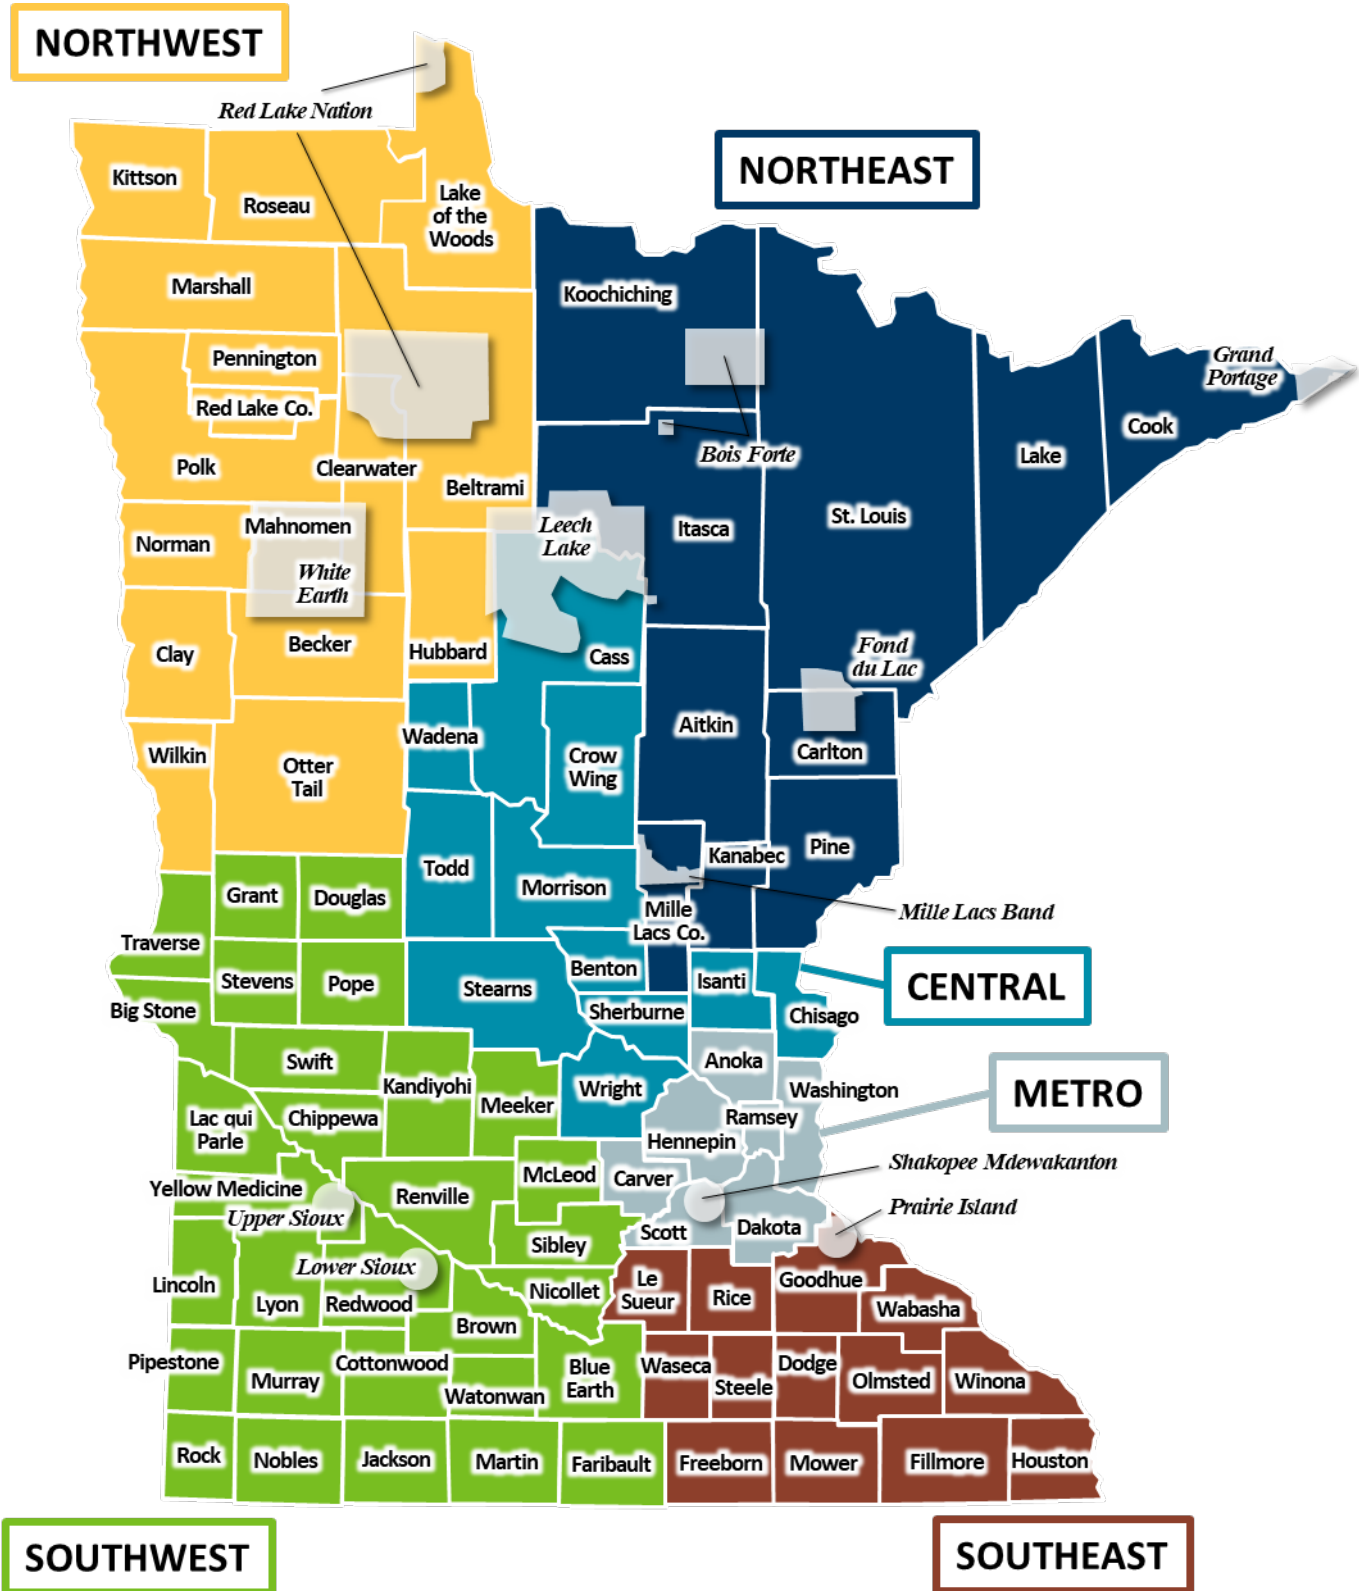 NORTHWEST
Red Lake Nation
NORTHEAST
Kittson
Roseau
Lake
of the
Woods
Marshall
Koochiching
Pennington
Red Lake Co.
Grand
Portage
Cook
Lake
Bois Forte
Polk
Clearwater
Beltrami
St. Louis
Itasca
Leech
Lake
Mahnomen
Norman
White
Earth
Clay
Becker
Hubbard
Cass
Fond
du Lac
Wadena
Aitkin
Carlton
Wilkin
Otter
Tail
Crow
Wing
Todd
Morrison
Kanabec
Pine
Grant
Douglas
Mille
Lacs Co.
Mille Lacs Band
Traverse
Stevens
Pope
Stearns
Benton
Isanti
CENTRAL
Big Stone
Sherburne
Chisago
Swift
Kandiyohi
Meeker
Wright
Anoka
Washington
METRO
Lac qui
Parle
Chippewa
Ramsey
Hennepin
Shakopee Mdewakanton
McLeod
Carver
Yellow Medicine
Renville
Prairie Island
Upper Sioux
Sibley
Scott
Dakota
Lincoln
Lower Sioux
Lyon
Redwood
Nicollet
Le
Sueur
Rice
Goodhue
Wabasha
Brown
Pipestone
Murray
Cottonwood
Watonwan
Blue
Earth
Waseca
Steele
Dodge
Olmsted
Winona
Rock
Nobles
Jackson
Martin
Faribault
Freeborn
Mower
Fillmore
Houston
SOUTHWEST
SOUTHEAST